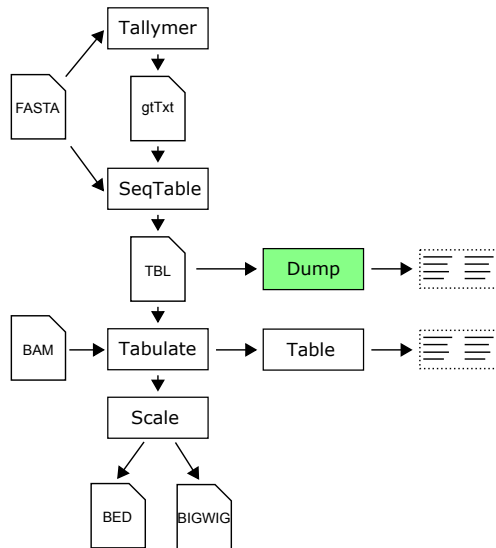 Tallymer
FASTA
gtTxt
SeqTable
TBL
Dump
BAM
Tabulate
Table
Scale
BED
BIGWIG